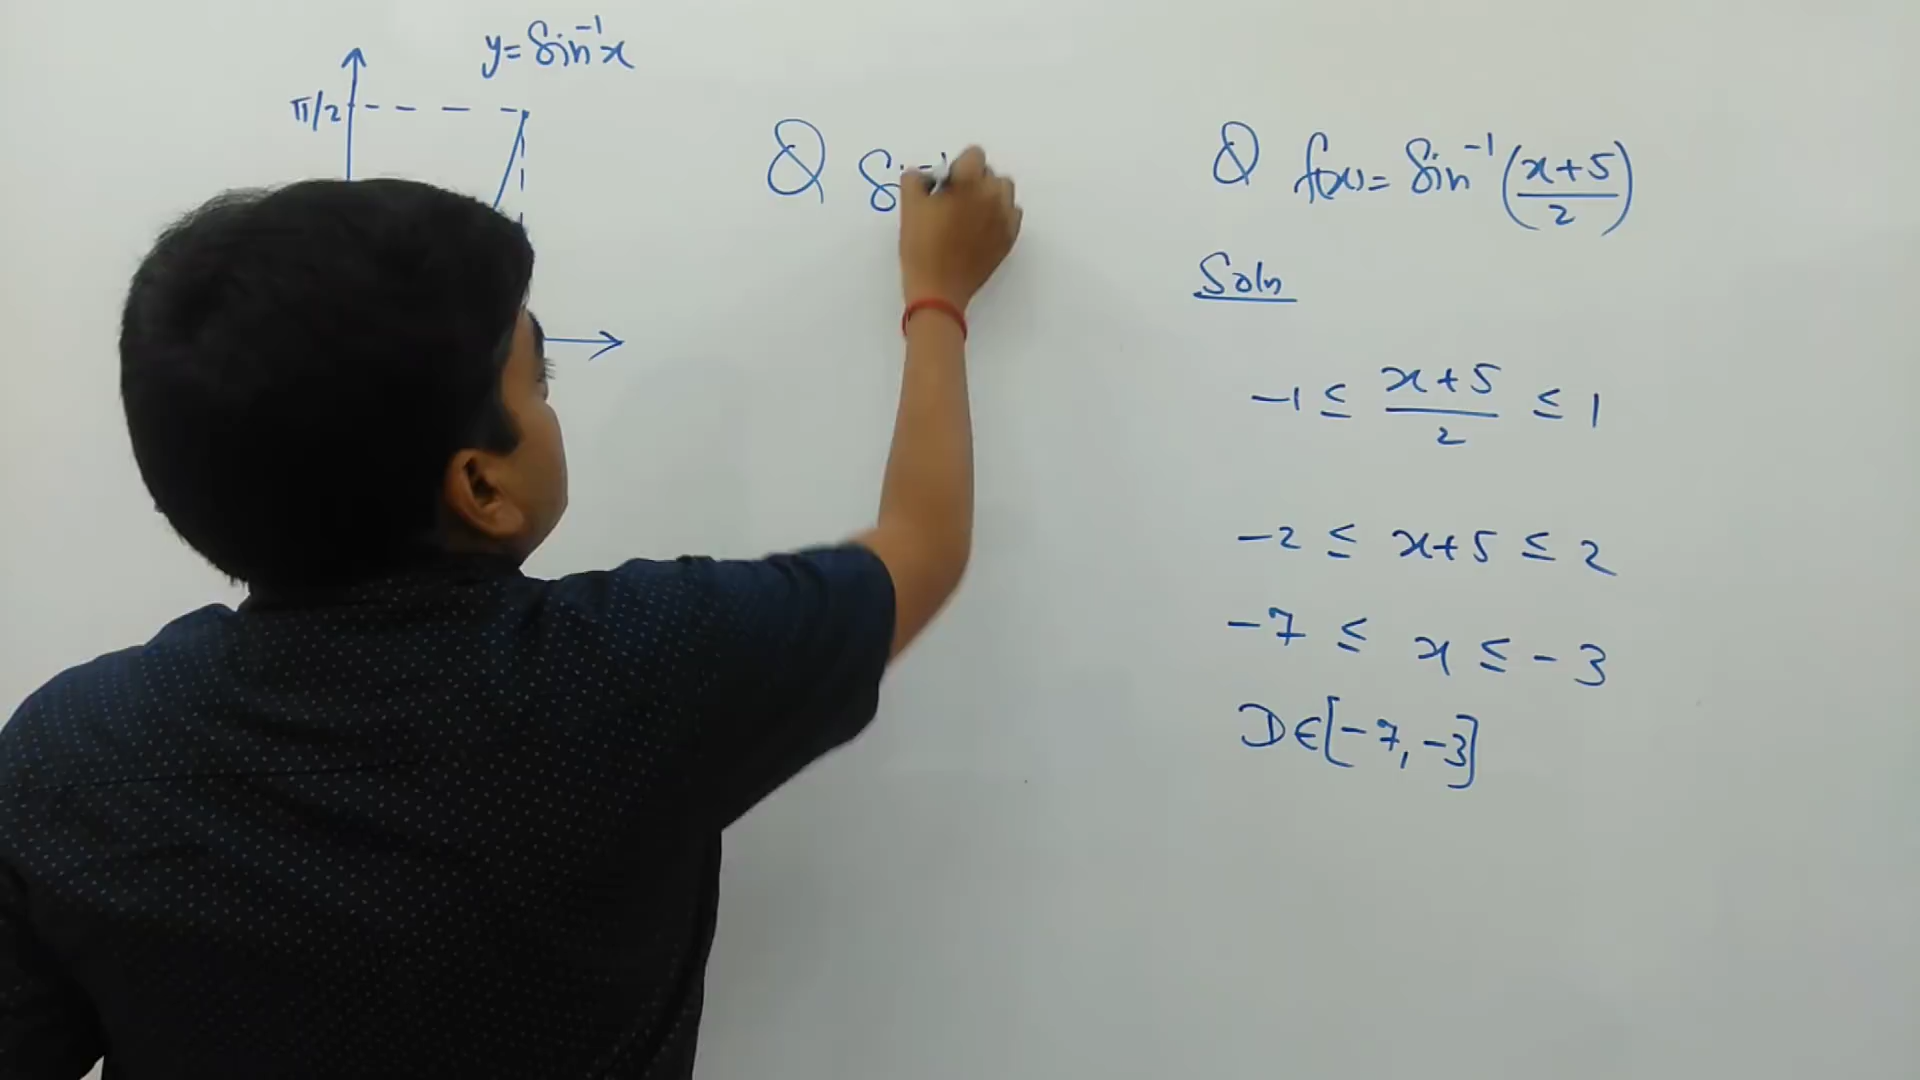 y = Sin⁻¹x
π/2
Q Sin⁻¹
Q f(x) = Sin⁻¹(x+5/2)
Soln
-1 ≤ x+5/2 ≤ 1
-2 ≤ x+5 ≤ 2
-7 ≤ x ≤ -3
D∈[-7, -3]